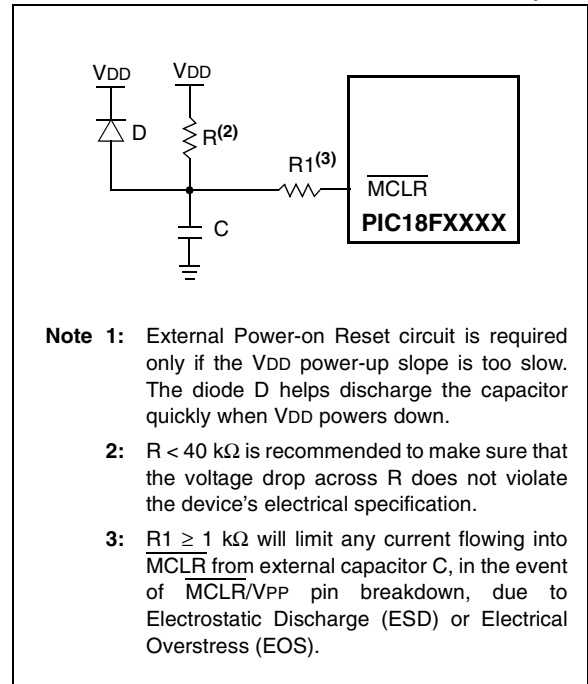 VDD VDD
D
R(2)
R1(3)
MCLR
C
PIC18FXXXX
Note 1: External Power-on Reset circuit is required
only if the VDD power-up slope is too slow.
The diode D helps discharge the capacitor
quickly when VDD powers down.
2: R < 40 kΩ is recommended to make sure that
the voltage drop across R does not violate
the device's electrical specification.
3: R1 ≥ 1 kΩ will limit any current flowing into
MCLR from external capacitor C, in the event
of MCLR/VPP pin breakdown, due to
Electrostatic Discharge (ESD) or Electrical
Overstress (EOS).